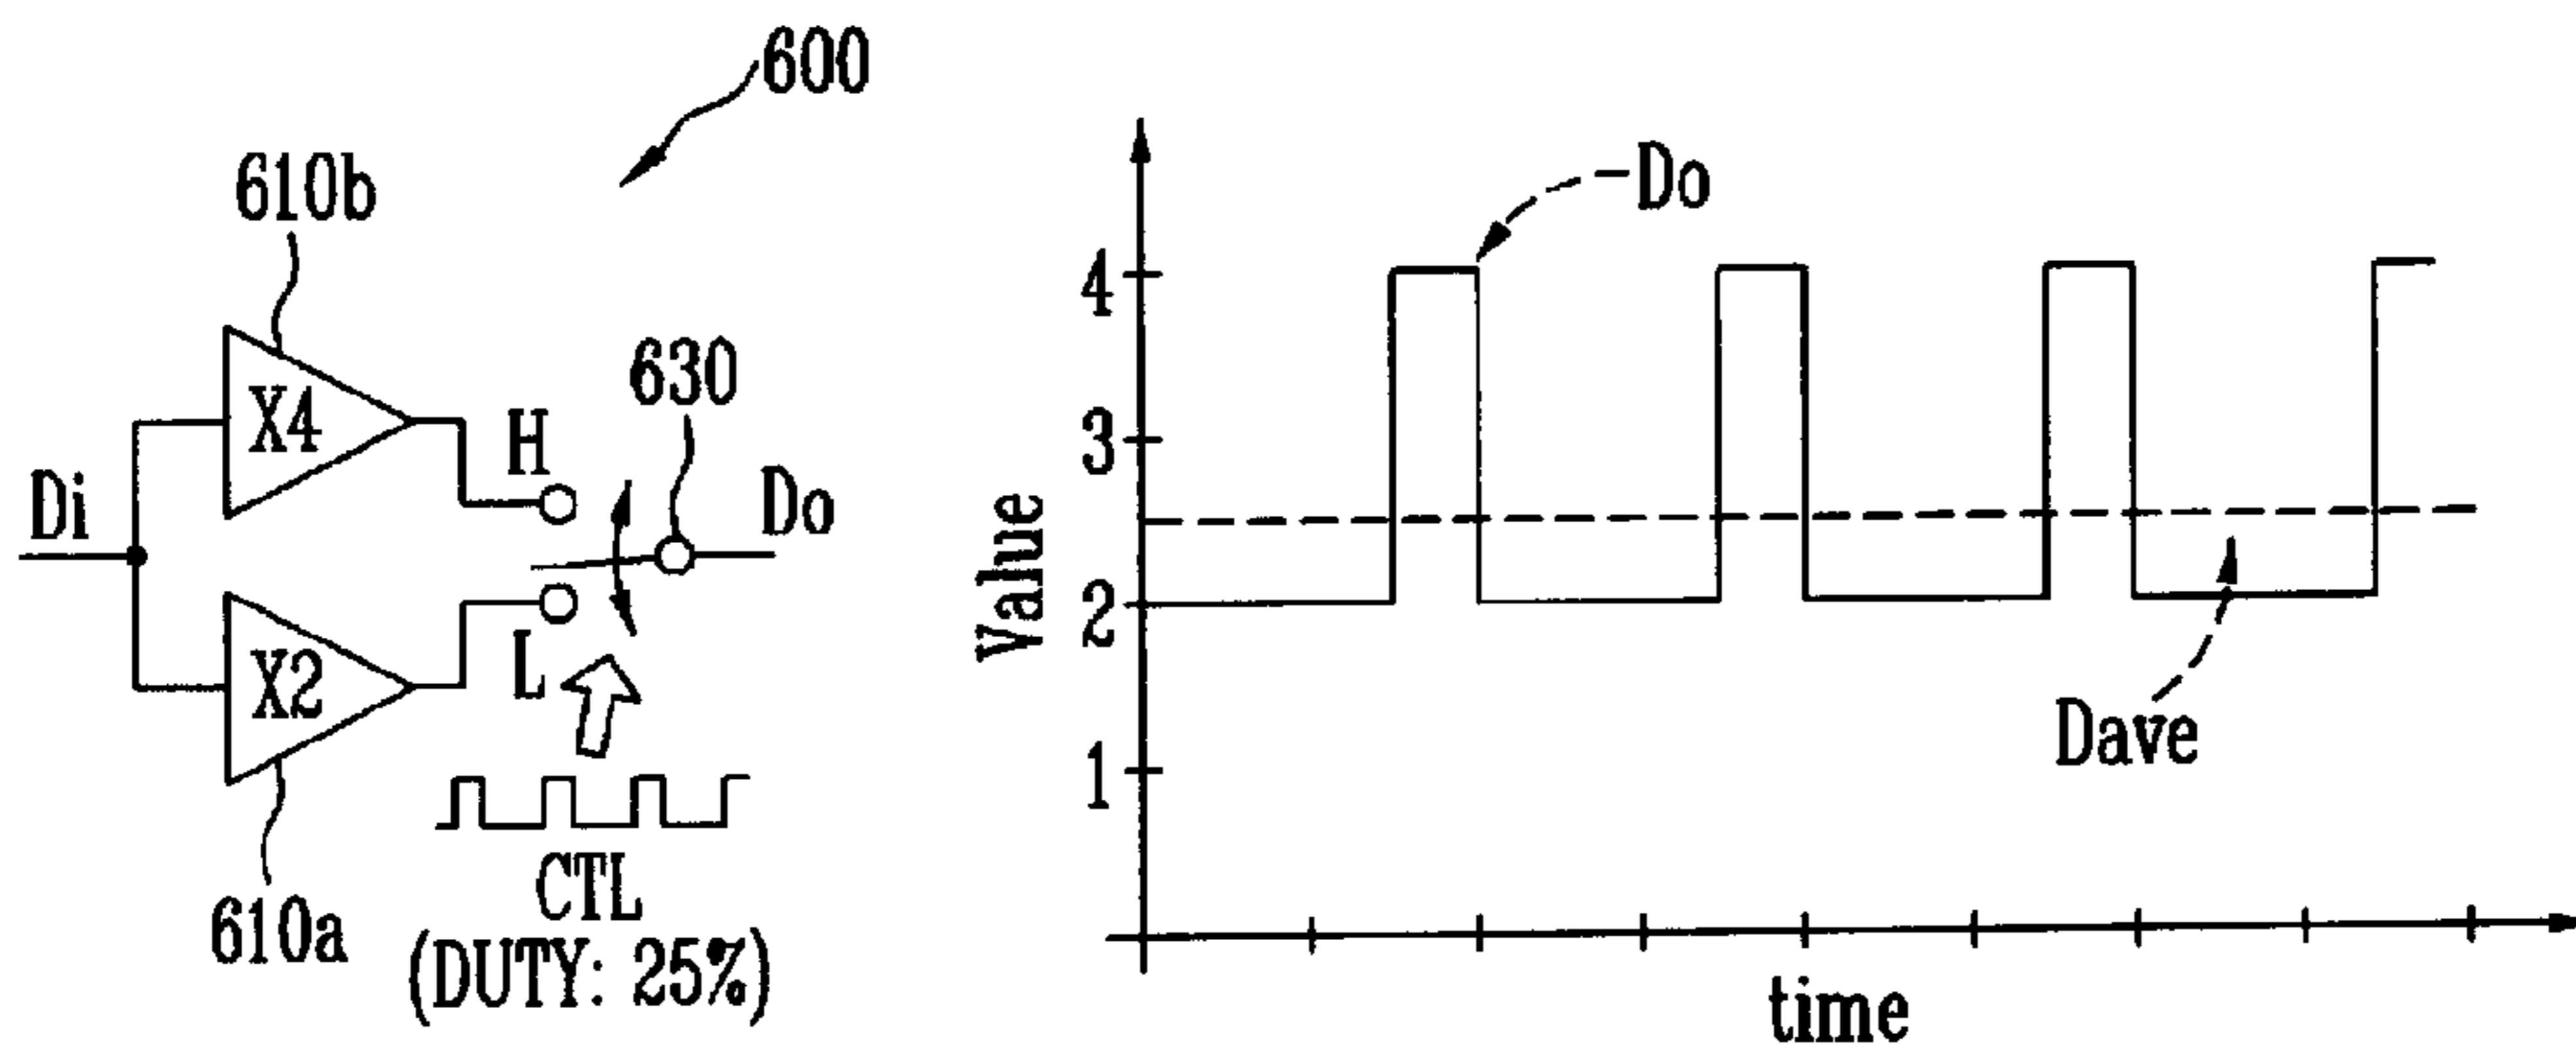 600
610b
X4
H
630
Di
Do
L
X2
610a
CTL
(DUTY: 25%)
Do
4
3
2
1
Value
Dave
time